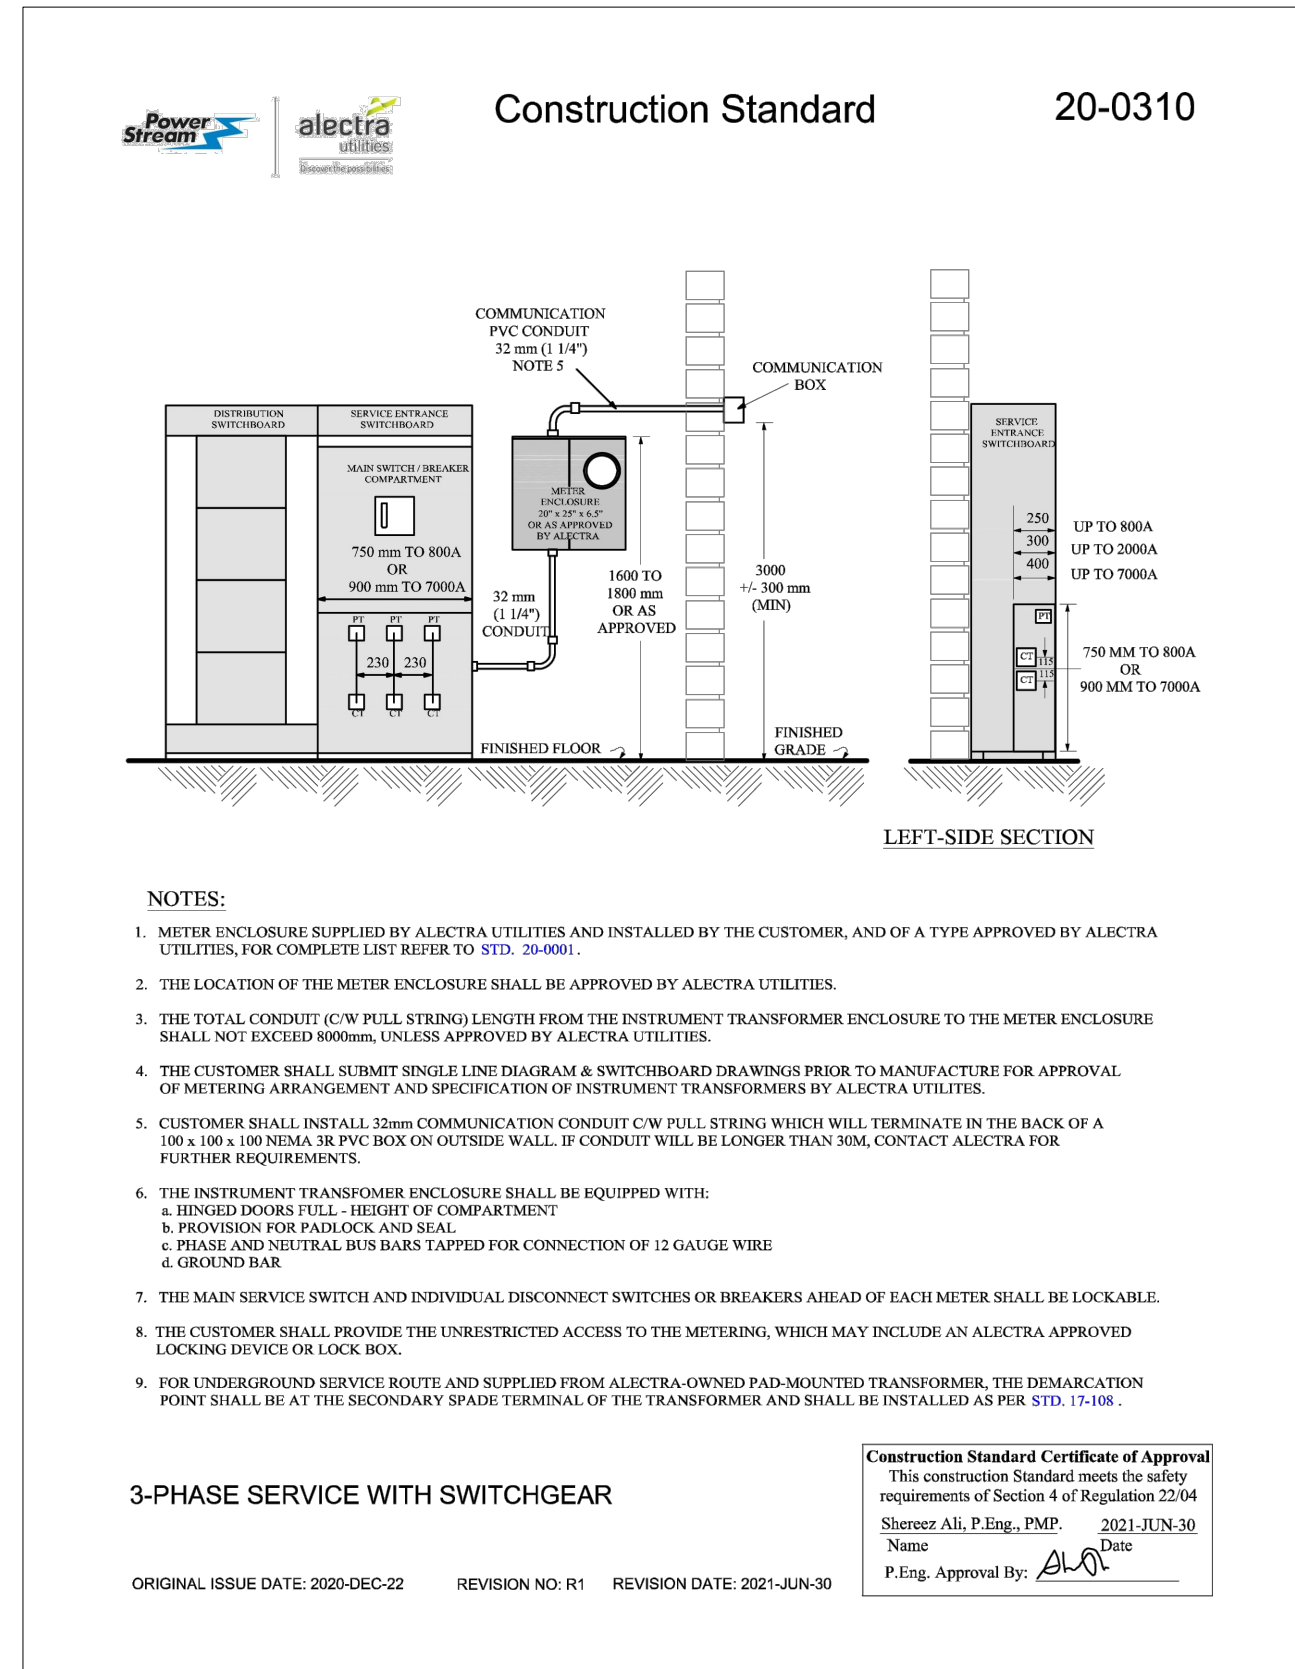 Power
Stream
alectra
utilities
Discover the possibilities
Construction Standard
20-0310
COMMUNICATION
PVC CONDUIT
32 mm (1 1/4")
NOTE 5
COMMUNICATION
BOX
DISTRIBUTION
SWITCHBOARD
SERVICE ENTRANCE
SWITCHBOARD
MAIN SWITCH / BREAKER
COMPARTMENT
750 mm TO 800A
OR
900 mm TO 7000A
PT PT PT
230 230
CT CT CT
METER
ENCLOSURE
20" x 25" x 6.5"
OR AS APPROVED
BY ALECTRA
32 mm
(1 1/4")
CONDUIT
1600 TO
1800 mm
OR AS
APPROVED
3000
+/- 300 mm
(MIN)
FINISHED FLOOR
FINISHED
GRADE
SERVICE
ENTRANCE
SWITCHBOARD
250
UP TO 800A
300
UP TO 2000A
400
UP TO 7000A
PT
CT
115
CT
115
750 MM TO 800A
OR
900 MM TO 7000A
LEFT-SIDE SECTION
NOTES:
1. METER ENCLOSURE SUPPLIED BY ALECTRA UTILITIES AND INSTALLED BY THE CUSTOMER, AND OF A TYPE APPROVED BY ALECTRA
UTILITIES, FOR COMPLETE LIST REFER TO STD. 20-0001.
2. THE LOCATION OF THE METER ENCLOSURE SHALL BE APPROVED BY ALECTRA UTILITIES.
3. THE TOTAL CONDUIT (C/W PULL STRING) LENGTH FROM THE INSTRUMENT TRANSFORMER ENCLOSURE TO THE METER ENCLOSURE
SHALL NOT EXCEED 8000mm, UNLESS APPROVED BY ALECTRA UTILITIES.
4. THE CUSTOMER SHALL SUBMIT SINGLE LINE DIAGRAM & SWITCHBOARD DRAWINGS PRIOR TO MANUFACTURE FOR APPROVAL
OF METERING ARRANGEMENT AND SPECIFICATION OF INSTRUMENT TRANSFORMERS BY ALECTRA UTILITES.
5. CUSTOMER SHALL INSTALL 32mm COMMUNICATION CONDUIT C/W PULL STRING WHICH WILL TERMINATE IN THE BACK OF A
100 x 100 x 100 NEMA 3R PVC BOX ON OUTSIDE WALL. IF CONDUIT WILL BE LONGER THAN 30M, CONTACT ALECTRA FOR
FURTHER REQUIREMENTS.
6. THE INSTRUMENT TRANSFOMER ENCLOSURE SHALL BE EQUIPPED WITH:
a. HINGED DOORS FULL - HEIGHT OF COMPARTMENT
b. PROVISION FOR PADLOCK AND SEAL
c. PHASE AND NEUTRAL BUS BARS TAPPED FOR CONNECTION OF 12 GAUGE WIRE
d. GROUND BAR
7. THE MAIN SERVICE SWITCH AND INDIVIDUAL DISCONNECT SWITCHES OR BREAKERS AHEAD OF EACH METER SHALL BE LOCKABLE.
8. THE CUSTOMER SHALL PROVIDE THE UNRESTRICTED ACCESS TO THE METERING, WHICH MAY INCLUDE AN ALECTRA APPROVED
LOCKING DEVICE OR LOCK BOX.
9. FOR UNDERGROUND SERVICE ROUTE AND SUPPLIED FROM ALECTRA-OWNED PAD-MOUNTED TRANSFORMER, THE DEMARCATION
POINT SHALL BE AT THE SECONDARY SPADE TERMINAL OF THE TRANSFORMER AND SHALL BE INSTALLED AS PER STD. 17-108 .
3-PHASE SERVICE WITH SWITCHGEAR
ORIGINAL ISSUE DATE: 2020-DEC-22 REVISION NO: R1 REVISION DATE: 2021-JUN-30
Construction Standard Certificate of Approval
This construction Standard meets the safety
requirements of Section 4 of Regulation 22/04
Shereez Ali, P.Eng., PMP. 2021-JUN-30
Name Date
P.Eng. Approval By: